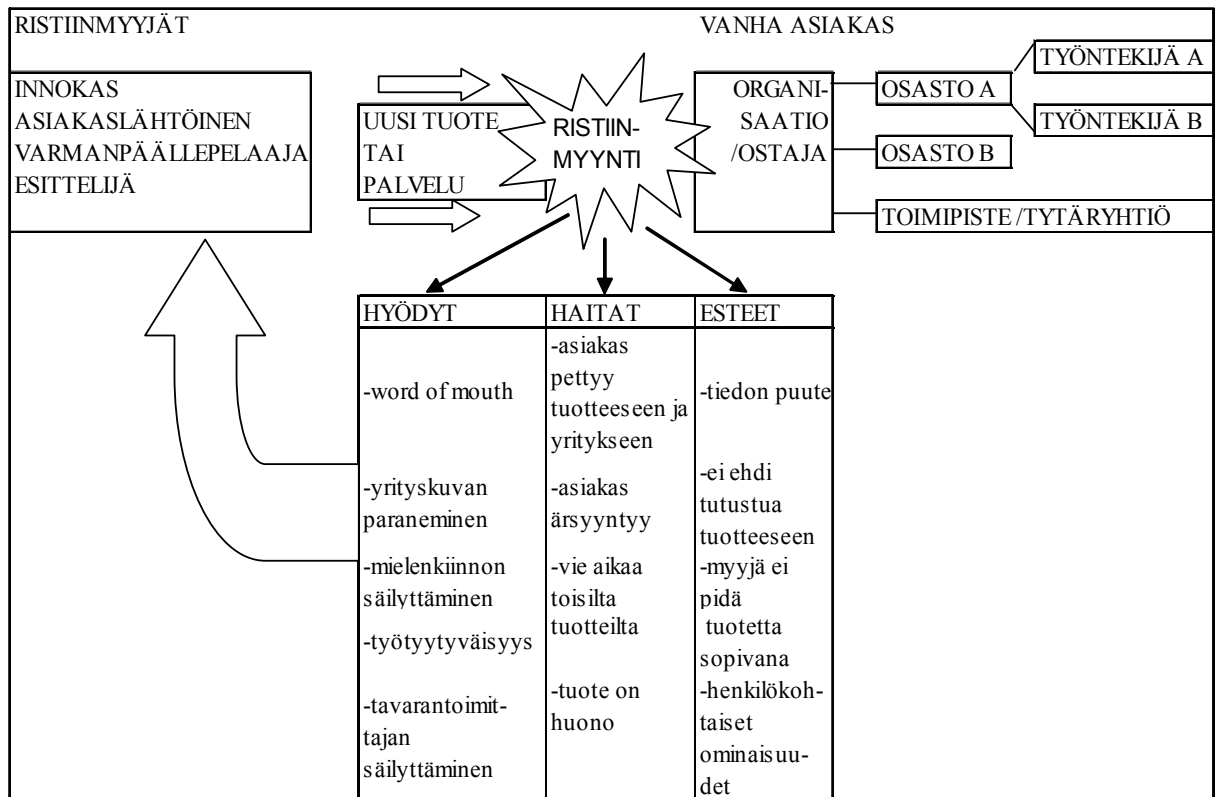 RISTIINMYYJÄT
VANHA ASIAKAS
INNOKAS
ASIAKASLÄHTÖINEN
VARMANPÄÄLLEPELAAJA
ESITTELIJÄ
UUSI TUOTE
TAI
PALVELU
RISTIIN-
MYYNTI
ORGANI-
SAATIO
/OSTAJA
OSASTO A
OSASTO B
TYÖNTEKIJÄ A
TYÖNTEKIJÄ B
TOIMIPISTE /TYTÄRYHTIÖ
HYÖDYT
-word of mouth
-yrityskuvan
paraneminen
-mielenkiinnon
säilyttäminen
-työtyytyväisyys
-tavarantoimit-
tajan
säilyttäminen
HAITAT
-asiakas
pettyy
tuotteeseen ja
yritykseen
-asiakas
ärsyyntyy
-vie aikaa
toisilta
tuotteilta
-tuote on
huono
ESTEET
-tiedon puute
-ei ehdi
tutustua
tuotteeseen
-myyjä ei
pidä
tuotetta
sopivana
-henkilökoh-
taiset
ominaisuu-
det